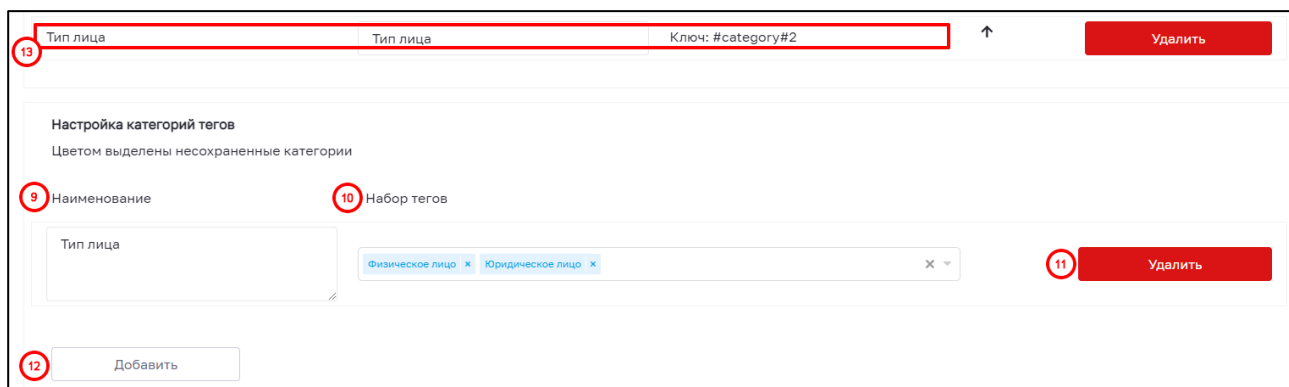 Тип лица Тип лица Ключ: #category#2 ↑ Удалить
13
Настройка категорий тегов
Цветом выделены несохраненные категории
9 Наименование 10 Набор тегов
Тип лица
Физическое лицо × Юридическое лицо × × 11 Удалить
12 Добавить